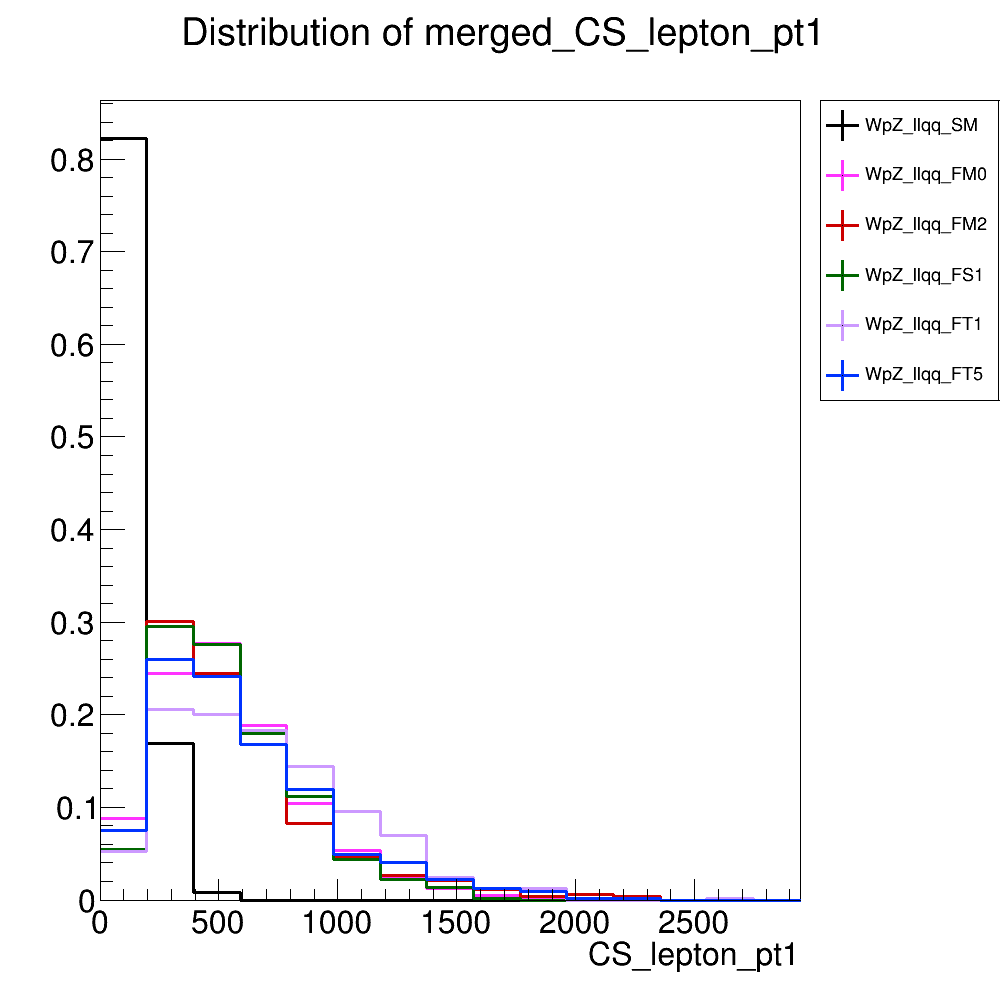 Distribution of merged_CS_lepton_pt1
WpZ_llqq_SM
WpZ_llqq_FM0
WpZ_llqq_FM2
WpZ_llqq_FS1
WpZ_llqq_FT1
WpZ_llqq_FT5
0.8
0.7
0.6
0.5
0.4
0.3
0.2
0.1
0
0 500 1000 1500 2000 2500
CS_lepton_pt1